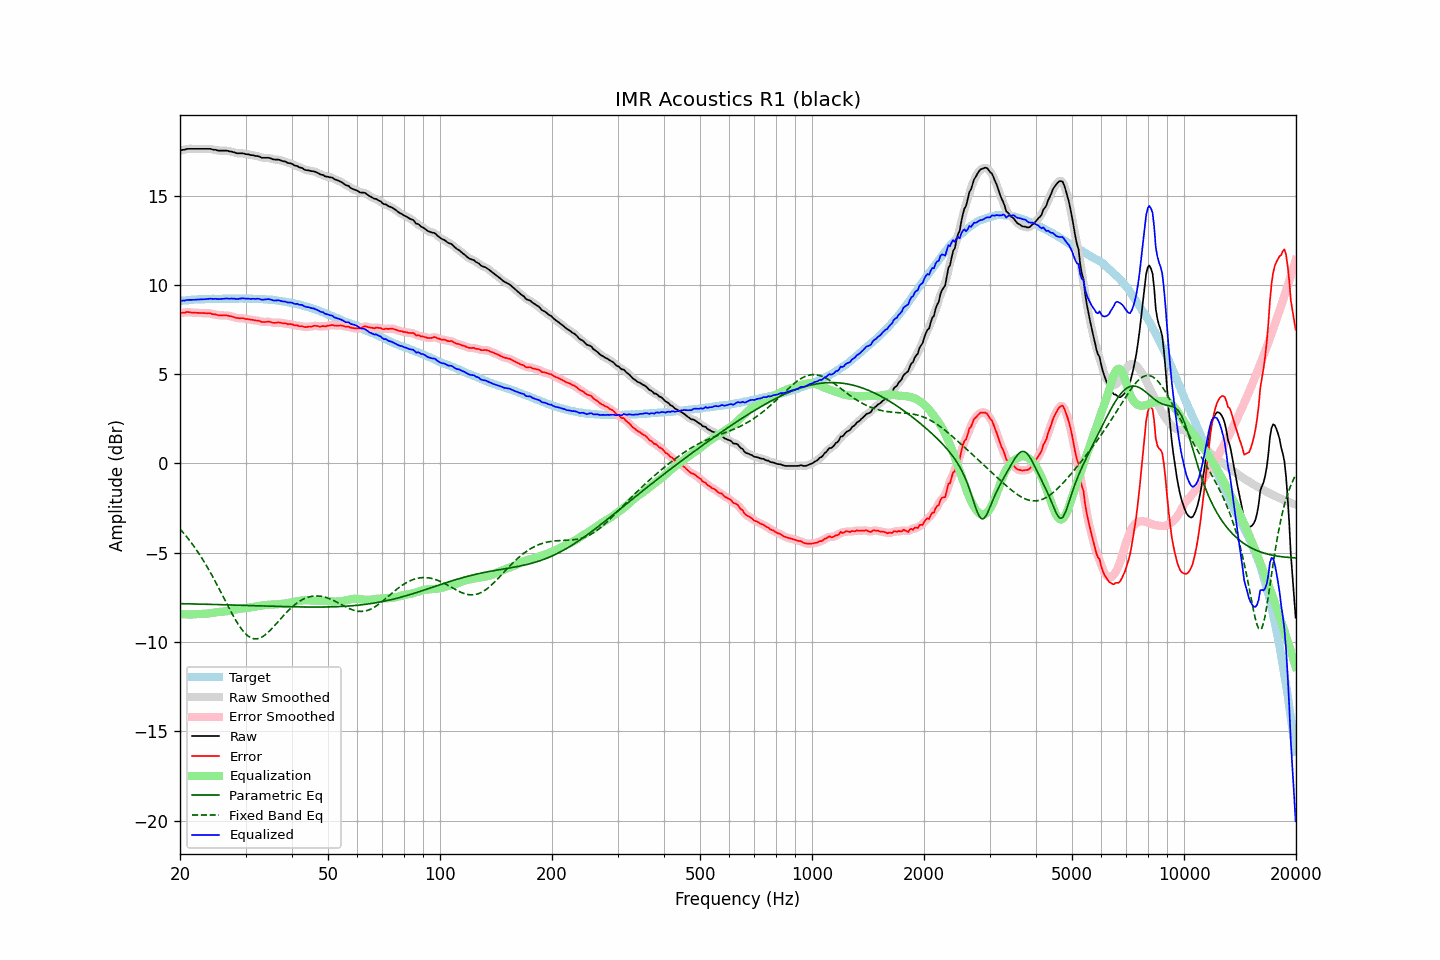 IMR Acoustics R1 (black)
Amplitude (dBr)
15
10
5
0
−5
−10
−15
−20
Target
Raw Smoothed
Error Smoothed
Raw
Error
Equalization
Parametric Eq
Fixed Band Eq
Equalized
20 50 100 200 500 1000 2000 5000 10000 20000
Frequency (Hz)